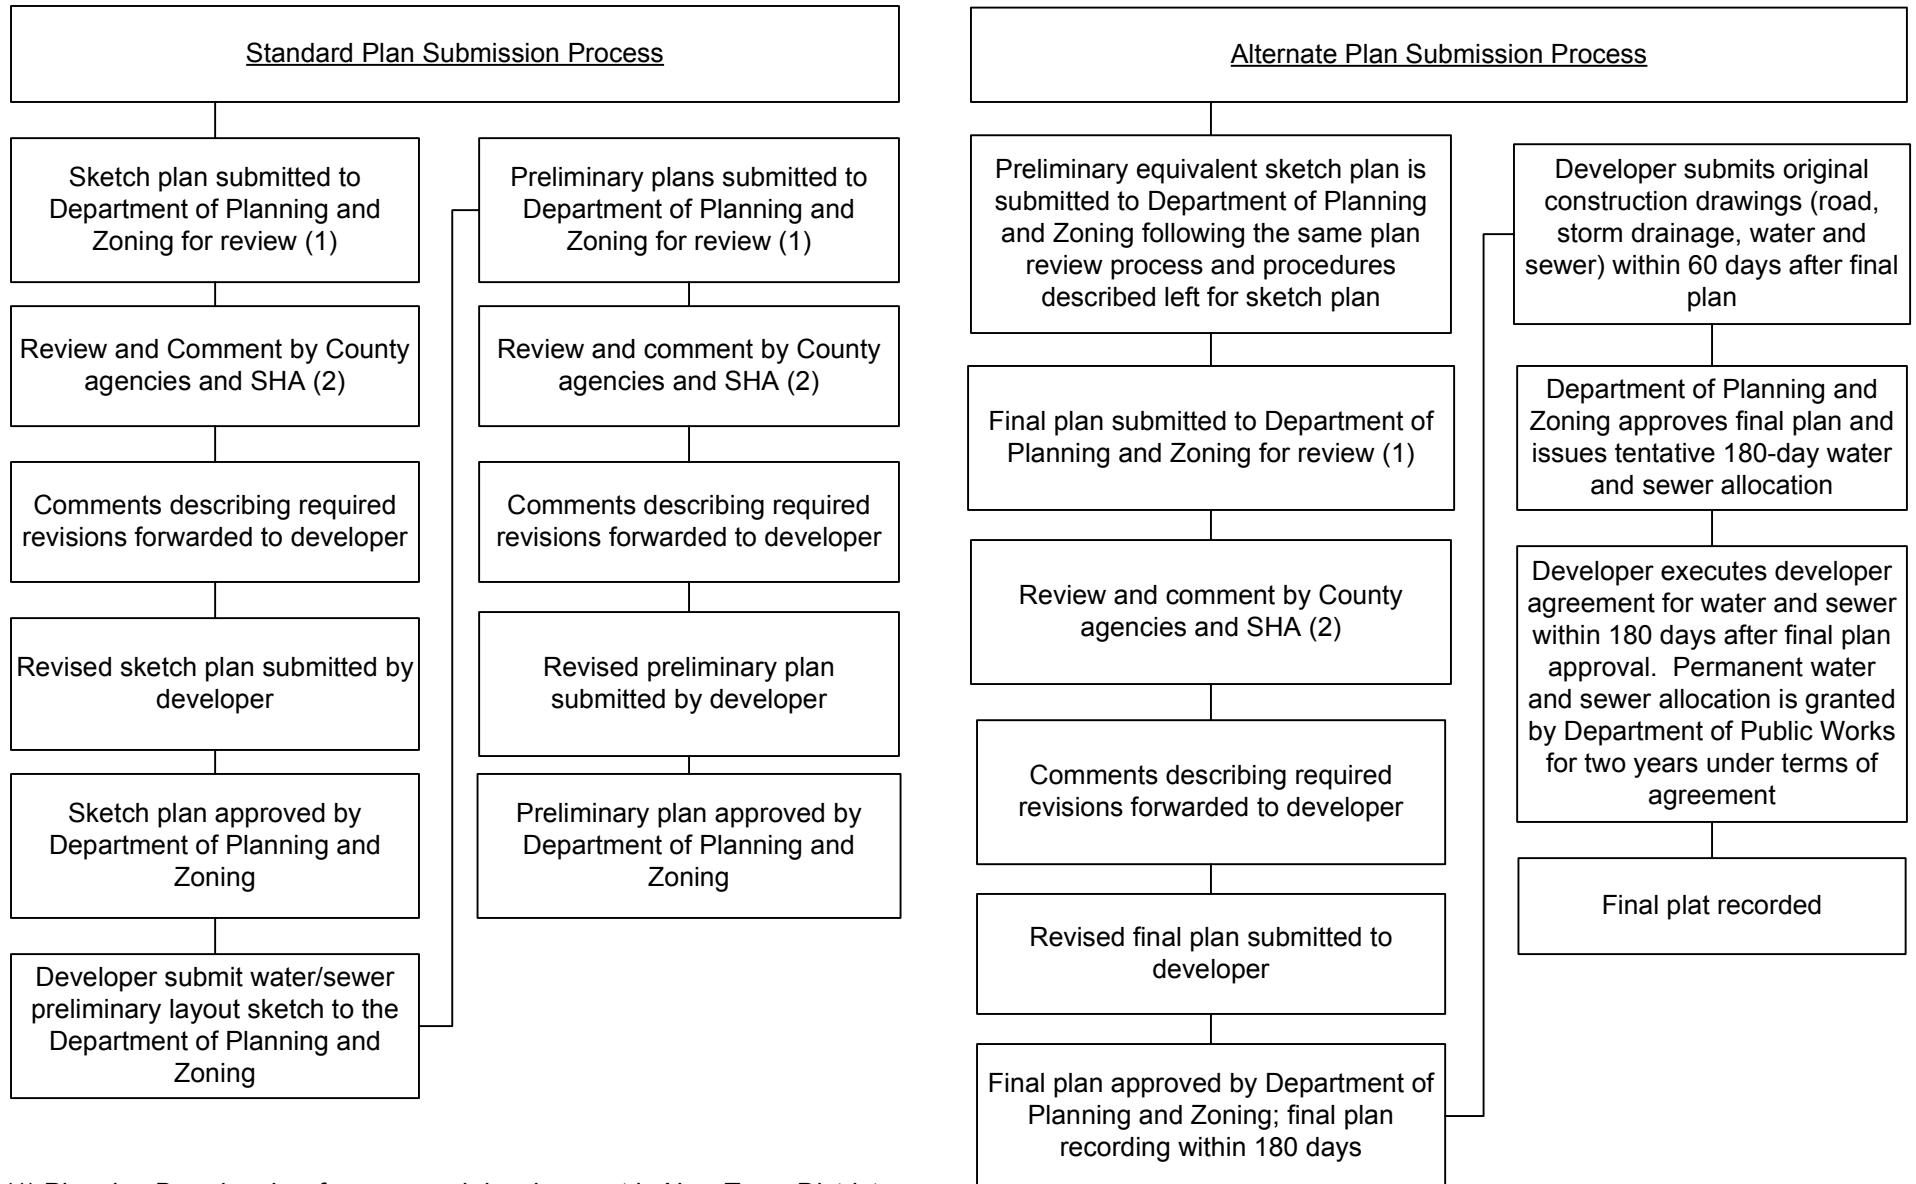 Standard Plan Submission Process
Sketch plan submitted to
Department of Planning and
Zoning for review (1)
Review and Comment by County
agencies and SHA (2)
Comments describing required
revisions forwarded to developer
Revised sketch plan submitted by
developer
Sketch plan approved by
Department of Planning and
Zoning
Developer submit water/sewer
preliminary layout sketch to the
Department of Planning and
Zoning
Preliminary plans submitted to
Department of Planning and
Zoning for review (1)
Review and comment by County
agencies and SHA (2)
Comments describing required
revisions forwarded to developer
Revised preliminary plan
submitted by developer
Preliminary plan approved by
Department of Planning and
Zoning
Alternate Plan Submission Process
Preliminary equivalent sketch plan is
submitted to Department of Planning
and Zoning following the same plan
review process and procedures
described left for sketch plan
Final plan submitted to Department of
Planning and Zoning for review (1)
Review and comment by County
agencies and SHA (2)
Comments describing required
revisions forwarded to developer
Revised final plan submitted to
developer
Final plan approved by Department of
Planning and Zoning; final plan
recording within 180 days
Developer submits original
construction drawings (road,
storm drainage, water and
sewer) within 60 days after final
plan
Department of Planning and
Zoning approves final plan and
issues tentative 180-day water
and sewer allocation
Developer executes developer
agreement for water and sewer
within 180 days after final plan
approval.  Permanent water
and sewer allocation is granted
by Department of Public Works
for two years under terms of
agreement
Final plat recorded